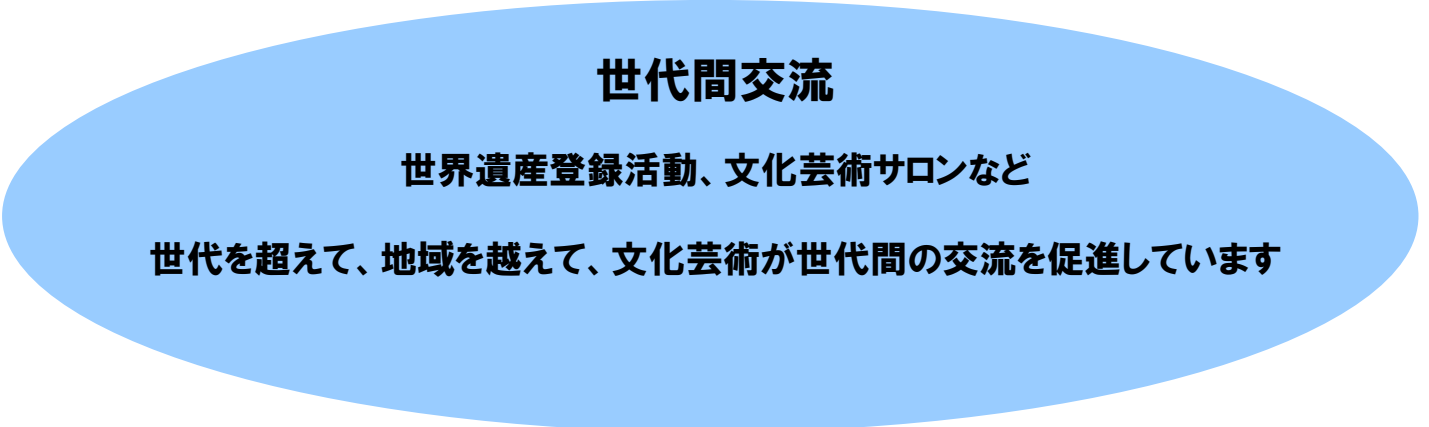 世代間交流
世界遺産登録活動、文化芸術サロンなど
世代を超えて、地域を越えて、文化芸術が世代間の交流を促進しています